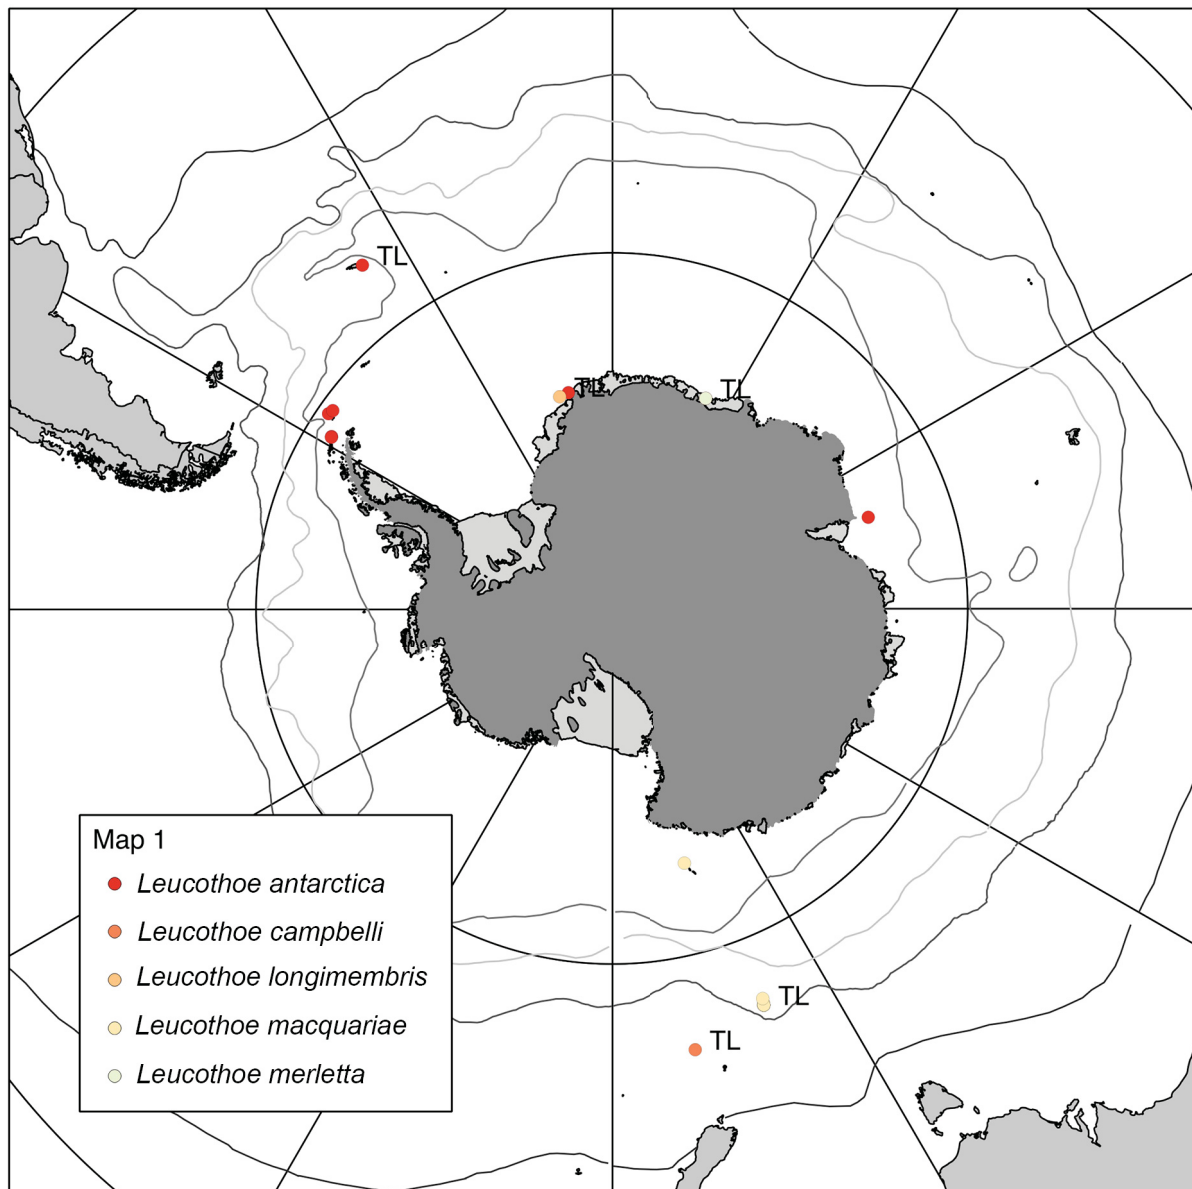 TL
TL
TL
Map 1
Leucothoe antarctica
Leucothoe campbelli
Leucothoe longimembris
Leucothoe macquariae
Leucothoe merletta
TL
TL